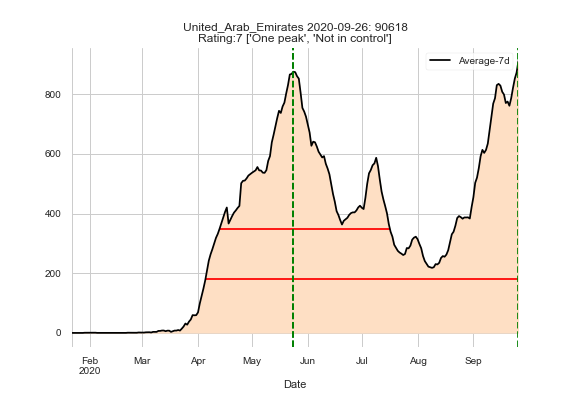 United_Arab_Emirates 2020-09-26: 90618
Rating:7 ['One peak', 'Not in control']
Average-7d
800
600
400
200
0
Feb
2020
Mar
Apr
May
Jun
Jul
Aug
Sep
Date